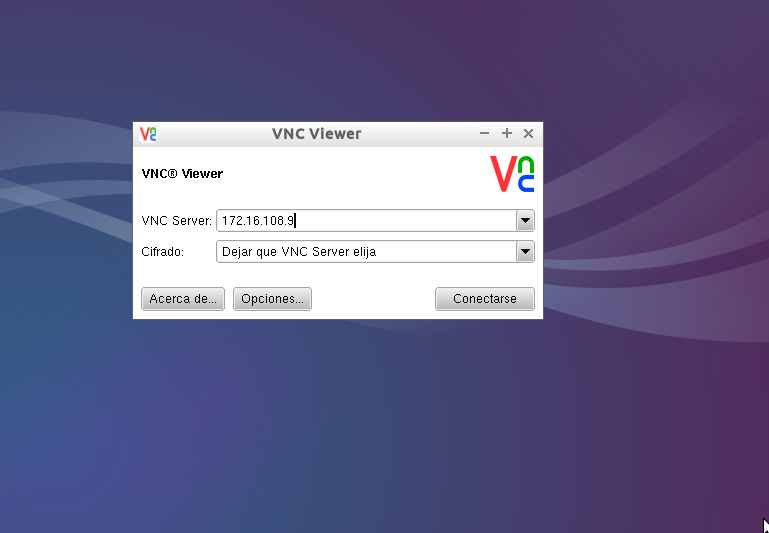 VNC Viewer
VNC® Viewer
VNC Server: 172.16.108.9
Cifrado: Dejar que VNC Server elija
Acerca de... Opciones... Conectarse